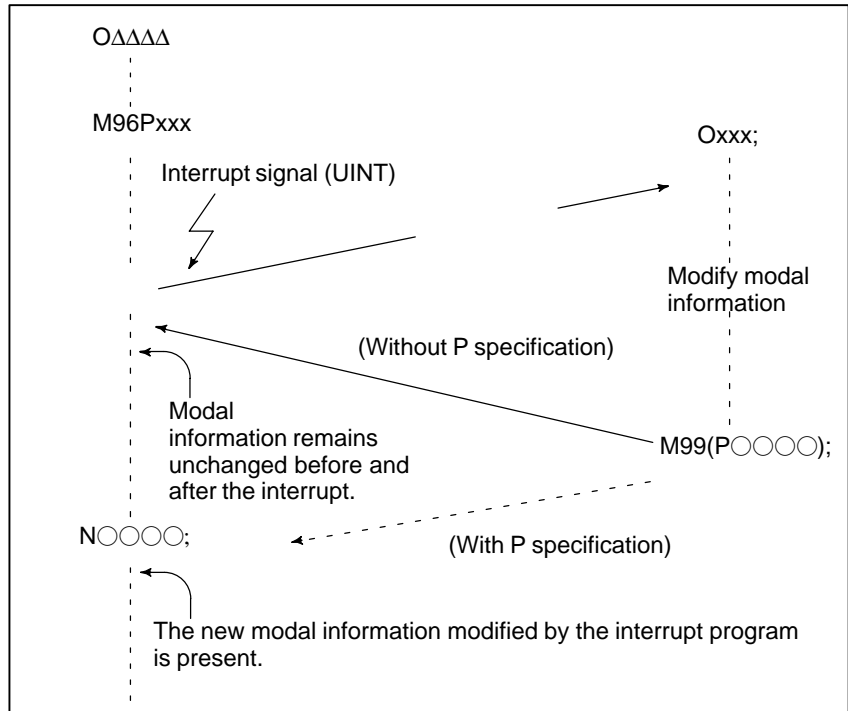 OΔΔΔΔ
M96Pxxx
Oxxx;
Interrupt signal (UINT)
Modify modal
information
(Without P specification)
Modal
information remains
unchanged before and
after the interrupt.
M99(P○○○○);
N○○○○;
(With P specification)
The new modal information modified by the interrupt program
is present.